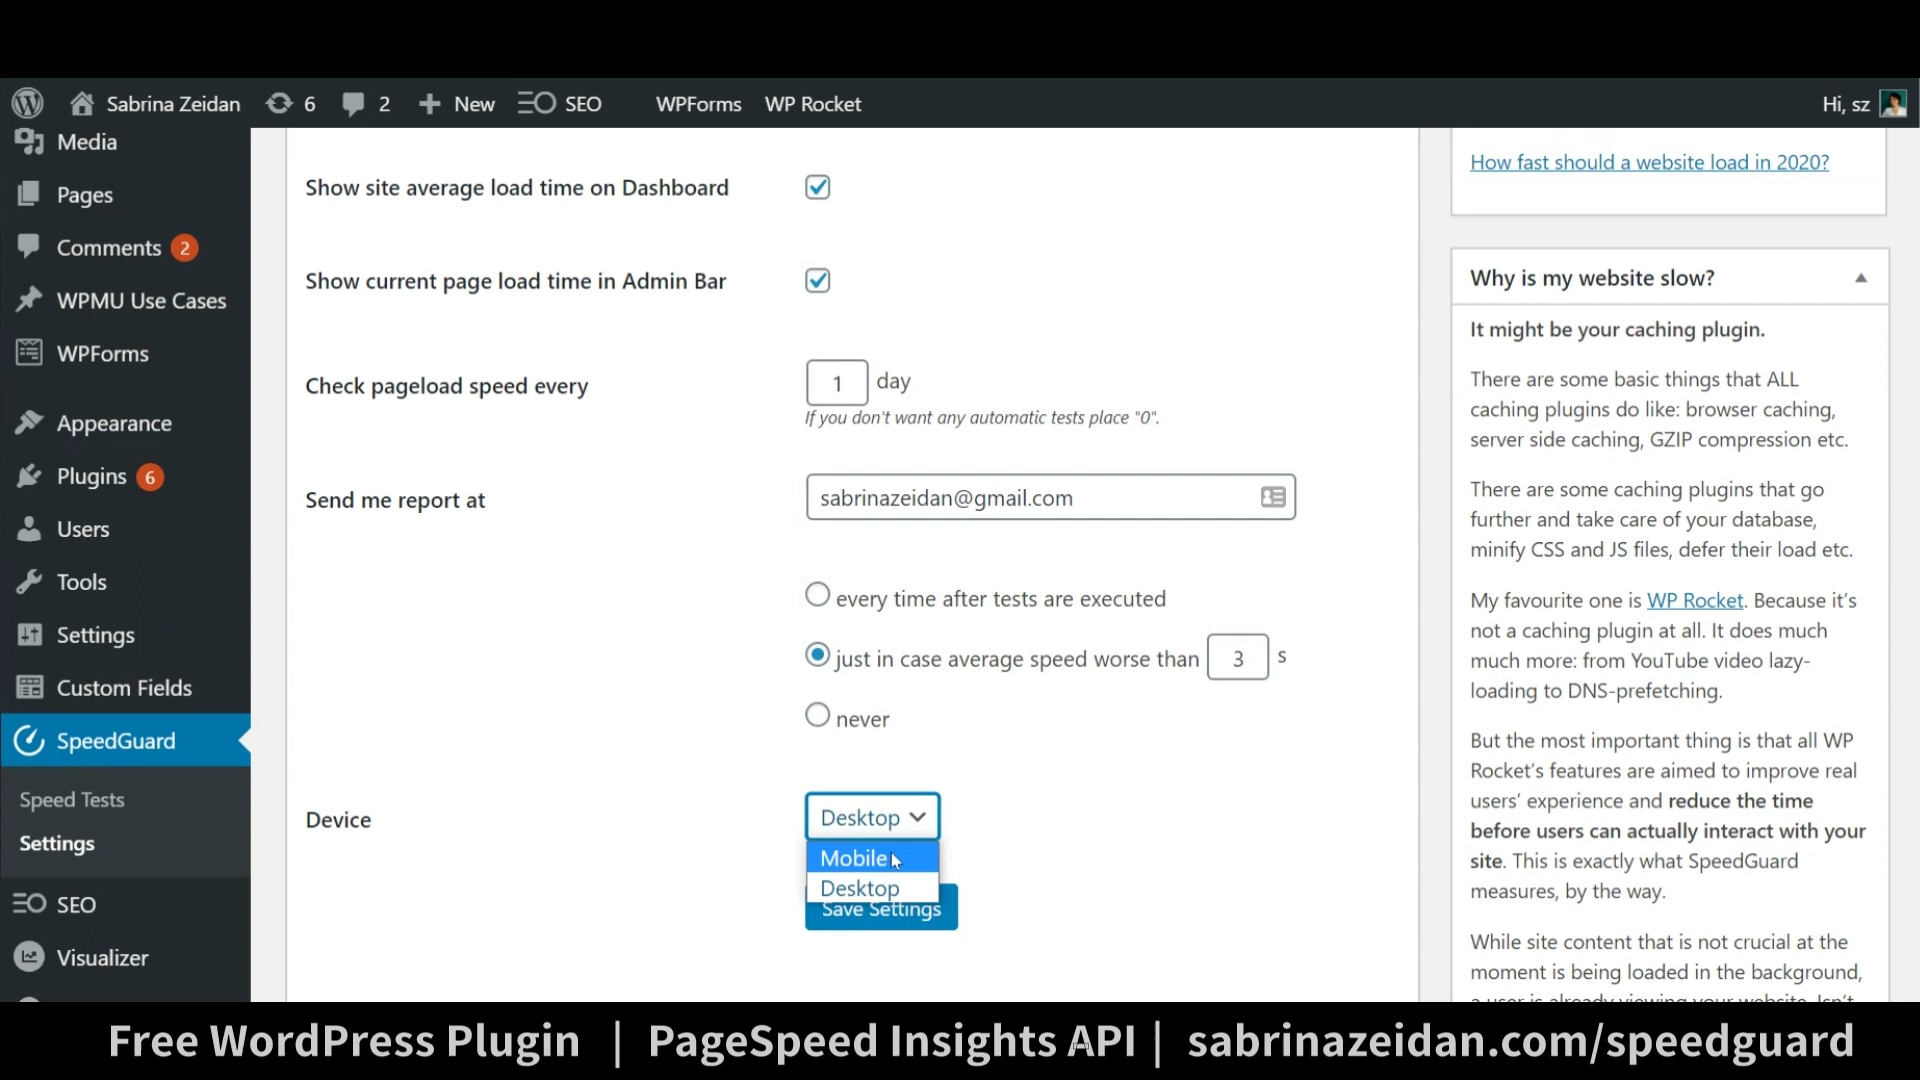 Sabrina Zeidan 6 2 New SEO WPForms WP Rocket Hi, sz
Media
Pages
Comments 2
WPMU Use Cases
WPForms
Appearance
Plugins 6
Users
Tools
Settings
Custom Fields
SpeedGuard
Speed Tests
Settings
SEO
Visualizer
Show site average load time on Dashboard
Show current page load time in Admin Bar
Check pageload speed every 1 day
If you don't want any automatic tests place "0".
Send me report at sabrinazeidan@gmail.com
every time after tests are executed
just in case average speed worse than 3 s
never
Device Desktop
Mobile
Desktop
Save Settings
How fast should a website load in 2020?
Why is my website slow?
It might be your caching plugin.
There are some basic things that ALL
caching plugins do like: browser caching,
server side caching, GZIP compression etc.
There are some caching plugins that go
further and take care of your database,
minify CSS and JS files, defer their load etc.
My favourite one is WP Rocket. Because it's
not a caching plugin at all. It does much
much more: from YouTube video lazy-
loading to DNS-prefetching.
But the most important thing is that all WP
Rocket's features are aimed to improve real
users' experience and reduce the time
before users can actually interact with your
site. This is exactly what SpeedGuard
measures, by the way.
While site content that is not crucial at the
moment is being loaded in the background,
a user is already viewing your website. Isn't
Free WordPress Plugin | PageSpeed Insights API | sabrinazeidan.com/speedguard